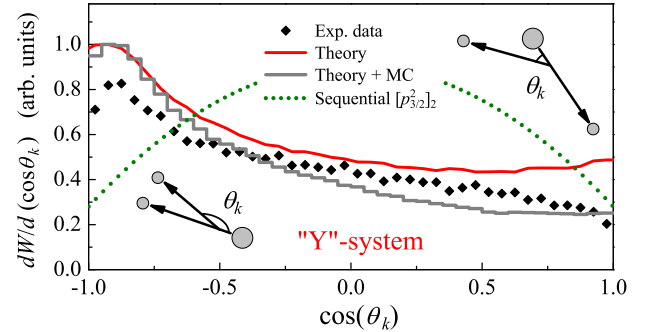 Exp. data
Theory
Theory + MC
Sequential [p²₃/₂]₂
θₖ
θₖ
"Y"-system
dW/d (cosθₖ) (arb. units)
1.0
0.8
0.6
0.4
0.2
0.0
-1.0 -0.5 0.0 0.5 1.0
cos(θₖ)